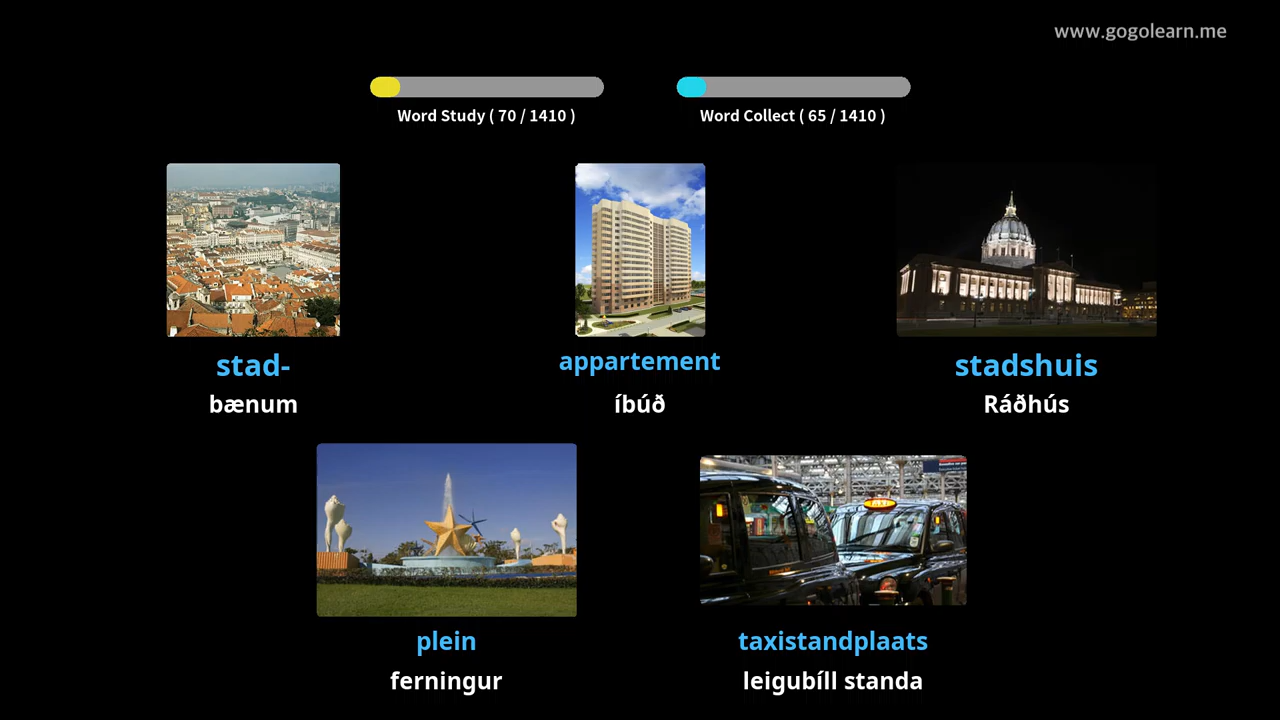 www.gogolearn.me
Word Study ( 70 / 1410 )
Word Collect ( 65 / 1410 )
stad-
bænum
appartement
íbúð
stadshuis
Ráðhús
plein
ferningur
TAXI
taxistandplaats
leigubíll standa